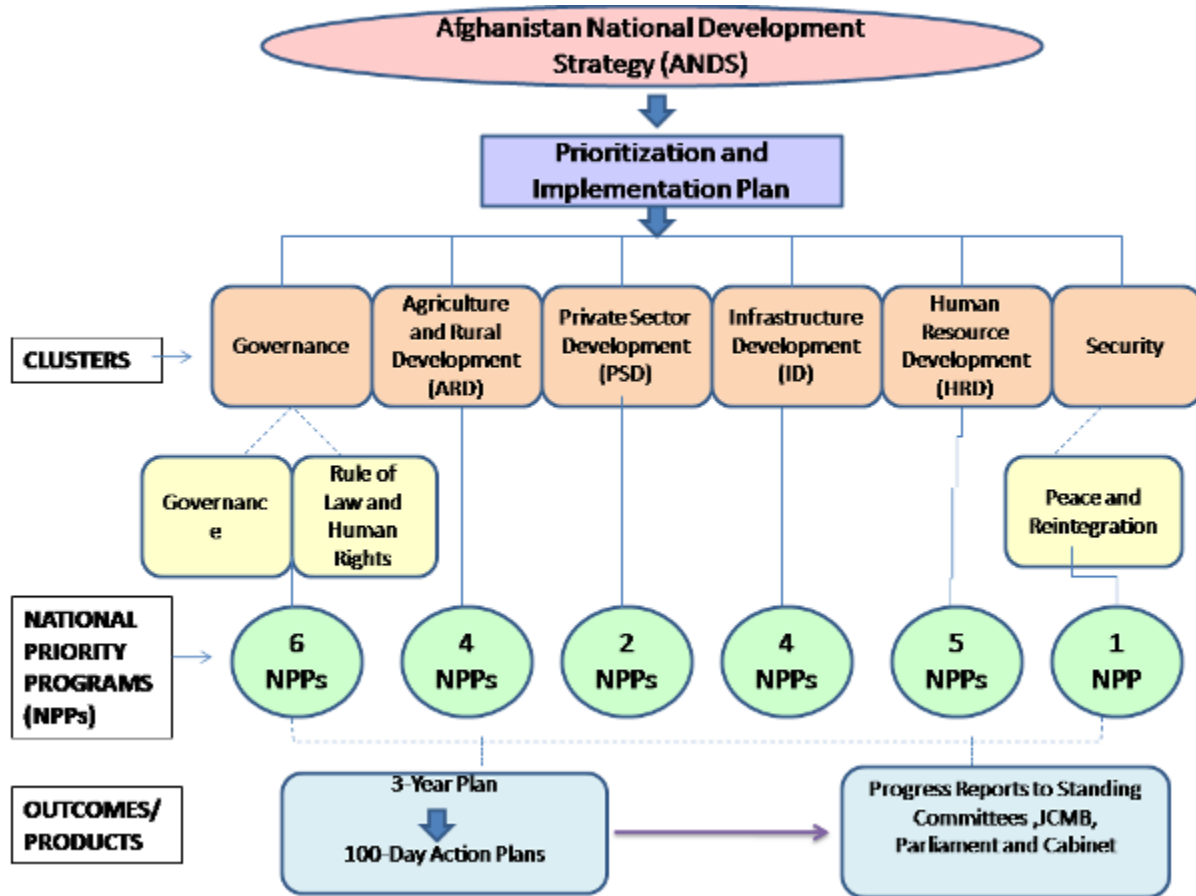 Afghanistan National Development
Strategy (ANDS)
Prioritization and
Implementation Plan
CLUSTERS
Governance
Agriculture
and Rural
Development
(ARD)
Private Sector
Development
(PSD)
Infrastructure
Development
(ID)
Human
Resource
Development
(HRD)
Security
Governanc
e
Rule of
Law and
Human
Rights
Peace and
Reintegration
NATIONAL
PRIORITY
PROGRAMS
(NPPs)
6
NPPs
4
NPPs
2
NPPs
4
NPPs
5
NPPs
1
NPP
OUTCOMES/
PRODUCTS
3-Year Plan
100-Day Action Plans
Progress Reports to Standing
Committees ,JCMB,
Parliament and Cabinet